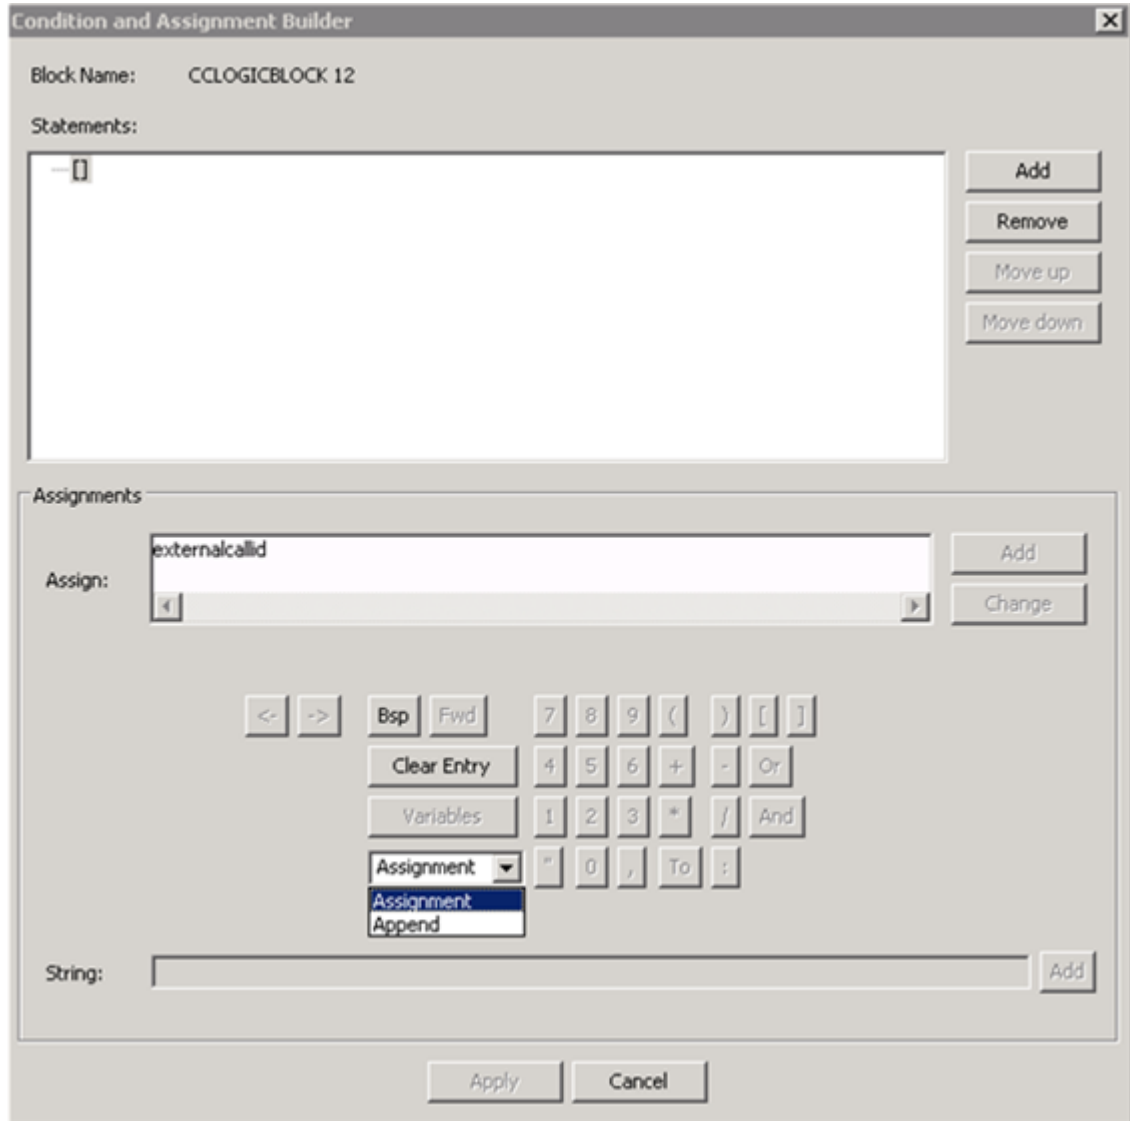 Condition and Assignment Builder
Block Name: CCLOGICBLOCK 12
Statements:
[]
Add
Remove
Move up
Move down
Assignments
externalcallid
Assign:
Add
Change
<- -> Bsp Fwd 7 8 9 ( ) [ ]
Clear Entry 4 5 6 + - Or
Variables 1 2 3 * / And
Assignment " 0 , To :
Assignment
Append
String: Add
Apply Cancel